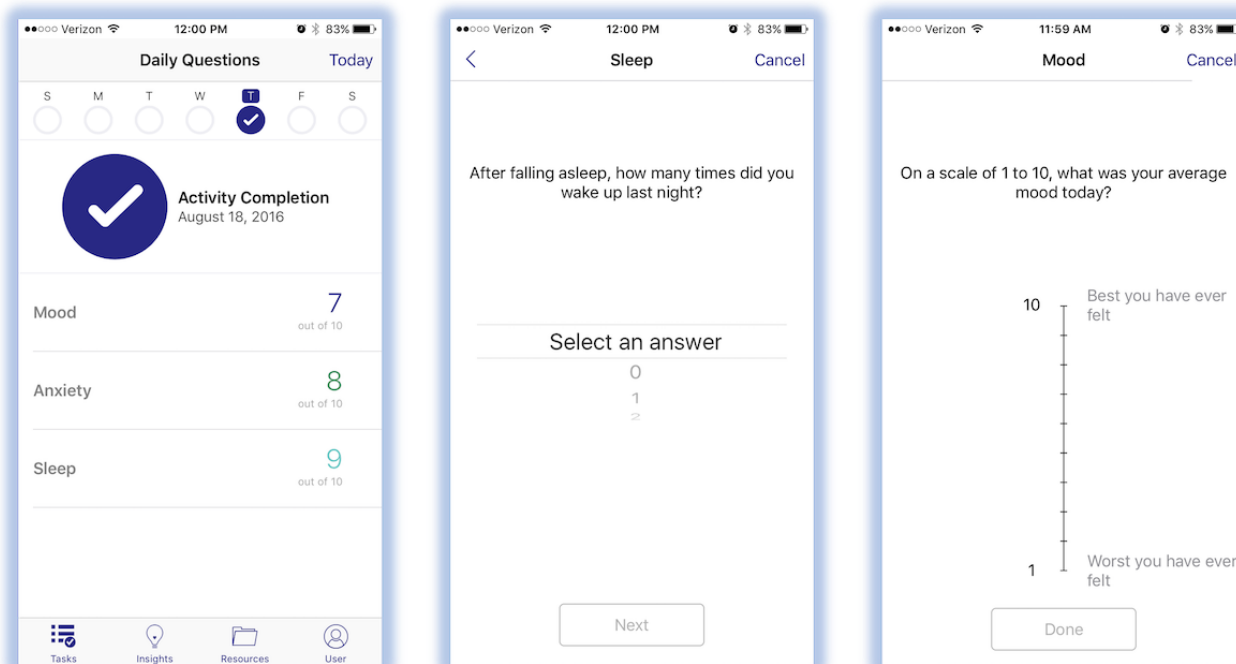 Verizon 12:00 PM 83%
Daily Questions Today
S M T W T F S
Activity Completion
August 18, 2016
Mood 7
out of 10
Anxiety 8
out of 10
Sleep 9
out of 10
Tasks Insights Resources User
Verizon 12:00 PM 83%
Sleep Cancel
After falling asleep, how many times did you
wake up last night?
Select an answer
0
1
2
Next
Verizon 11:59 AM 83%
Mood Cancel
On a scale of 1 to 10, what was your average
mood today?
10 Best you have ever
felt
1 Worst you have ever
felt
Done